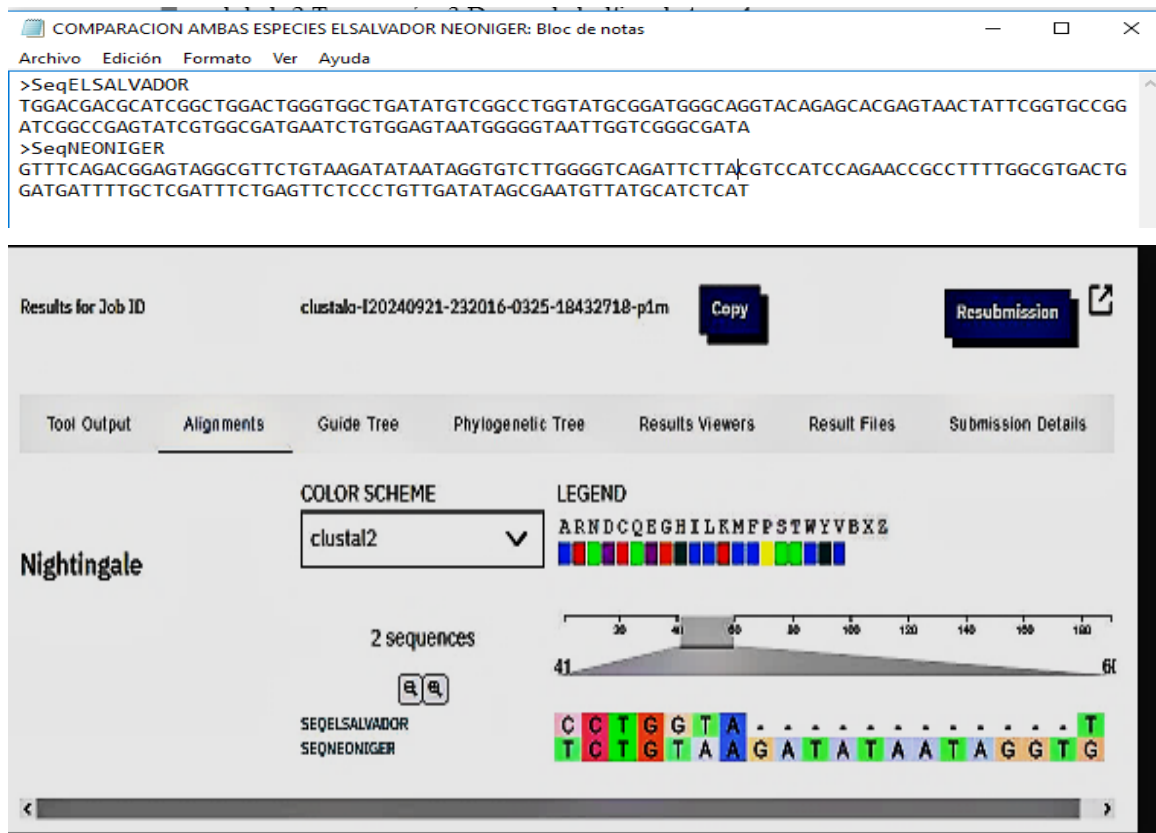 COMPARACION AMBAS ESPECIES ELSALVADOR NEONIGER: Bloc de notas
Archivo Edición Formato Ver Ayuda
>SeqELSALVADOR
TGGACGACGCATCGGCTGGACTGGGTGGCTGATATGTCGGCCTGGTATGCGGATGGGCAGGTACAGAGCACGAGTAACTATTCGGTGCCGG
ATCGGCCGAGTATCGTGGCGATGAATCTGTGGAGTAATGGGGGTAATTGGTCGGGCGATA
>SeqNEONIGER
GTTTCAGACGGAGTAGGCGTTCTGTAAGATATAATAGGTGTCTTGGGGTCAGATTCTTACGTCCATCCAGAACCGCCTTTTGGCGTGACTG
GATGATTTTGCTCGATTTCTGAGTTCTCCCTGTTGATATAGCGAATGTTATGCATCTCAT
Results for Job ID
clustalo-I20240921-232016-0325-18432718-p1m
Copy
Resubmission
Tool Output Alignments Guide Tree Phylogenetic Tree Results Viewers Result Files Submission Details
COLOR SCHEME
LEGEND
clustal2
ARNDCQEGHILKMFPSTWYVBXZ
Nightingale
2 sequences
20 40 60 80 100 120 140 160 180
41
SEQELSALVADOR
CCTGGTA------------T
SEQNEONIGER
TCTGTAAGATATAATAGGTG